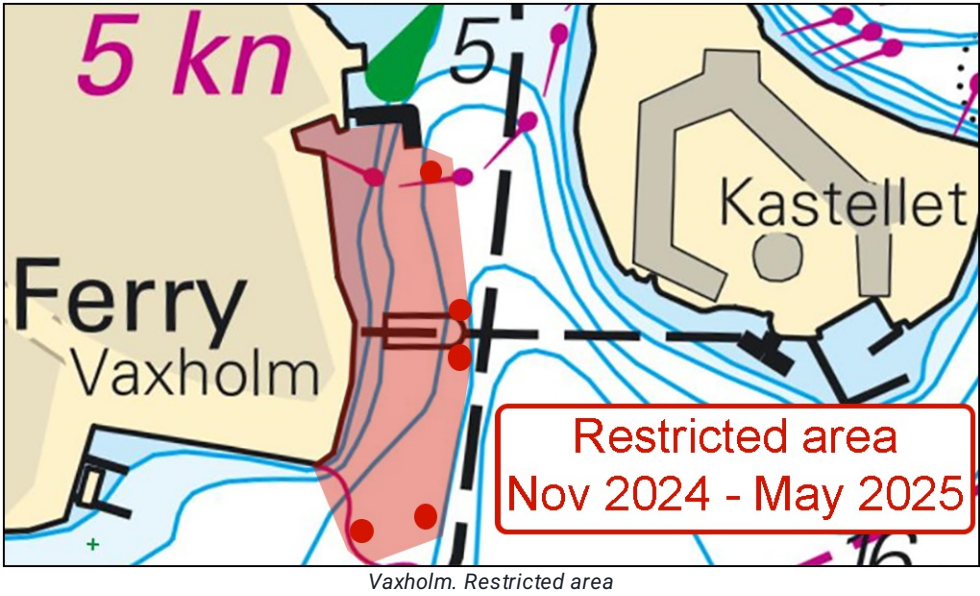 5 kn
5
Kastellet
Ferry
Vaxholm
Restricted area
Nov 2024 - May 2025
16
Vaxholm. Restricted area